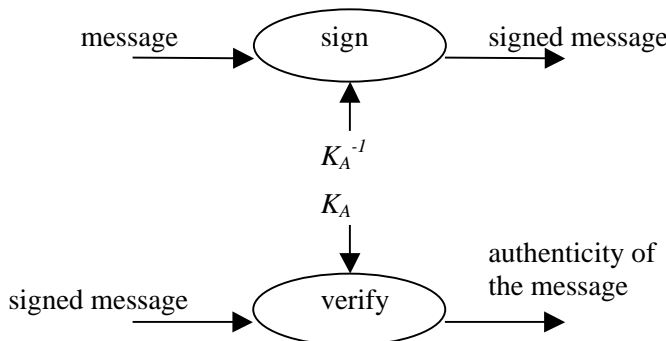 message
sign
signed message
K_A^-1
K_A
authenticity of
the message
signed message
verify